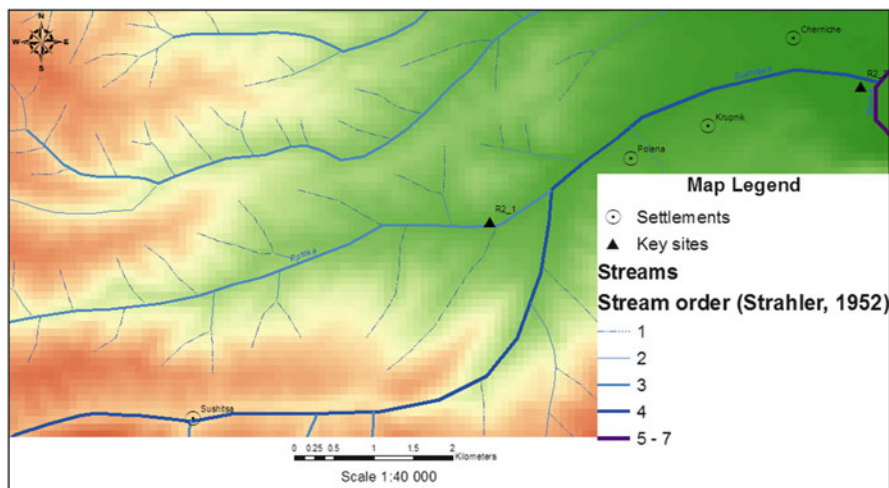 N
W E
S
Cherniche
R2_
Sushitsa
Krupnik
Polena
R2_1
Map Legend
Settlements
Key sites
Streams
Stream order (Strahler, 1952)
1
2
3
4
5 - 7
Sushitsa
0 0.25 0.5 1 1.5 2
Kilometers
Scale 1:40 000